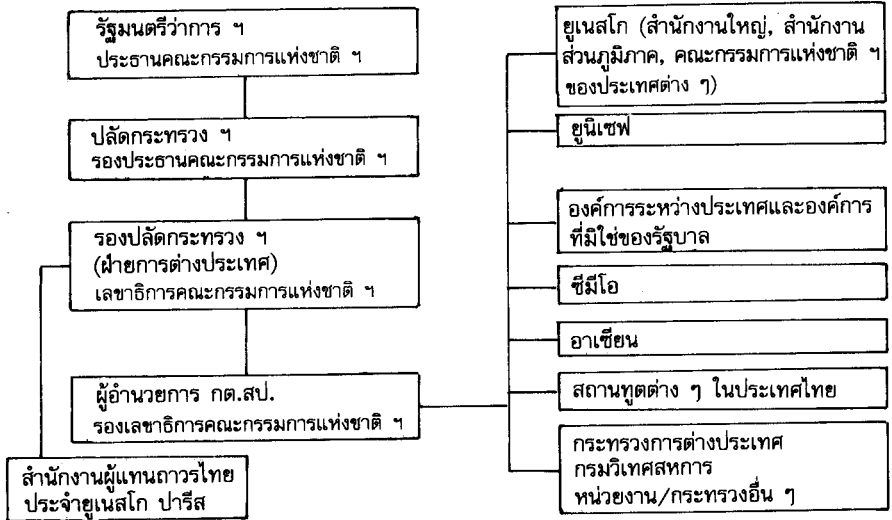 รัฐมนตรีว่าการ ฯ
ประธานคณะกรรมการแห่งชาติ ฯ
ปลัดกระทรวง ฯ
รองประธานคณะกรรมการแห่งชาติ ฯ
รองปลัดกระทรวง ฯ
(ฝ่ายการต่างประเทศ)
เลขาธิการคณะกรรมการแห่งชาติ ฯ
ผู้อำนวยการ กต.สป.
รองเลขาธิการคณะกรรมการแห่งชาติ ฯ
สำนักงานผู้แทนถาวรไทย
ประจำยูเนสโก ปารีส
ยูเนสโก (สำนักงานใหญ่, สำนักงาน
ส่วนภูมิภาค, คณะกรรมการแห่งชาติ ฯ
ของประเทศต่าง ๆ)
ยูนิเซฟ
องค์การระหว่างประเทศและองค์การ
ที่มิใช่ของรัฐบาล
ซีมีโอ
อาเซียน
สถานทูตต่าง ๆ ในประเทศไทย
กระทรวงการต่างประเทศ
กรมวิเทศสหการ
หน่วยงาน/กระทรวงอื่น ๆ